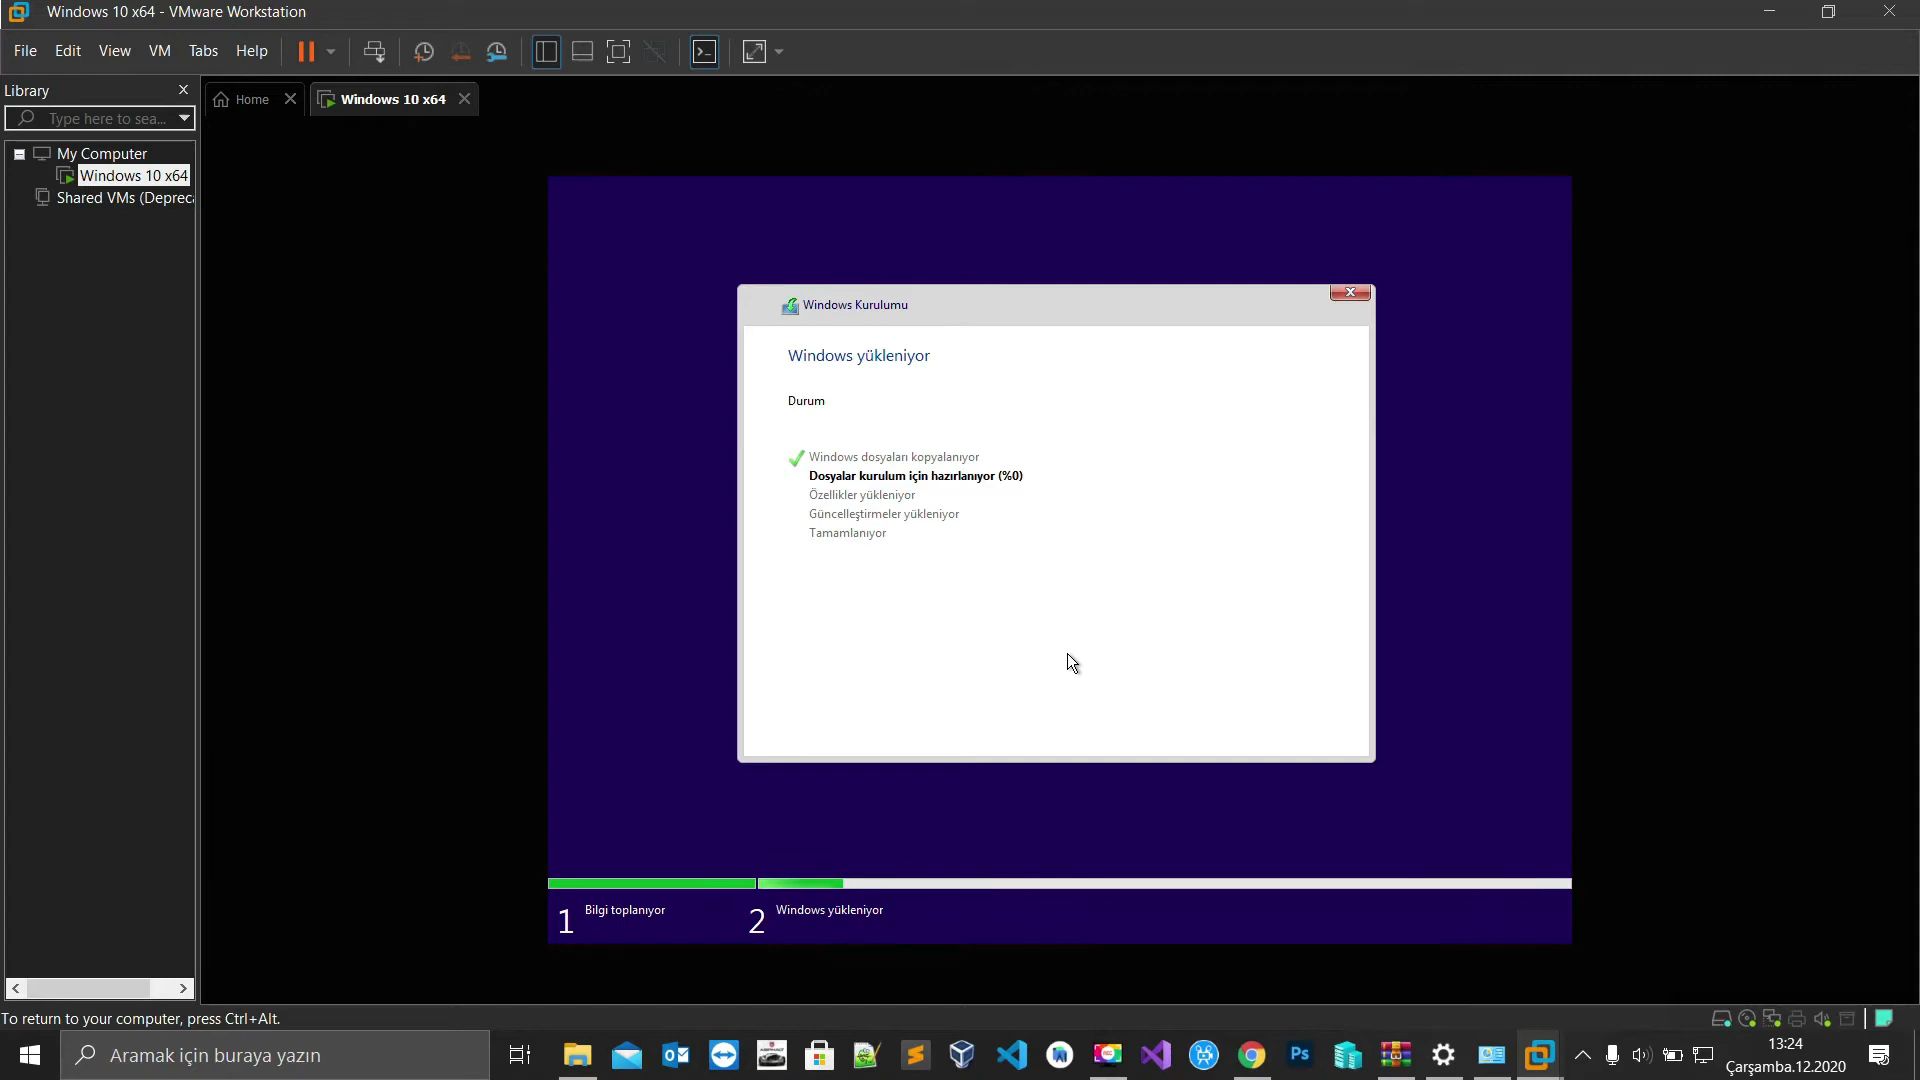 Windows 10 x64 - VMware Workstation
File Edit View VM Tabs Help
Library
Type here to sea...
Home
Windows 10 x64
My Computer
Windows 10 x64
Shared VMs (Depreca
Windows Kurulumu
Windows yükleniyor
Durum
Windows dosyaları kopyalanıyor
Dosyalar kurulum için hazırlanıyor (%0)
Özellikler yükleniyor
Güncelleştirmeler yükleniyor
Tamamlanıyor
1 Bilgi toplanıyor
2 Windows yükleniyor
To return to your computer, press Ctrl+Alt.
Aramak için buraya yazın
Ps
13:24
Çarşamba.12.2020